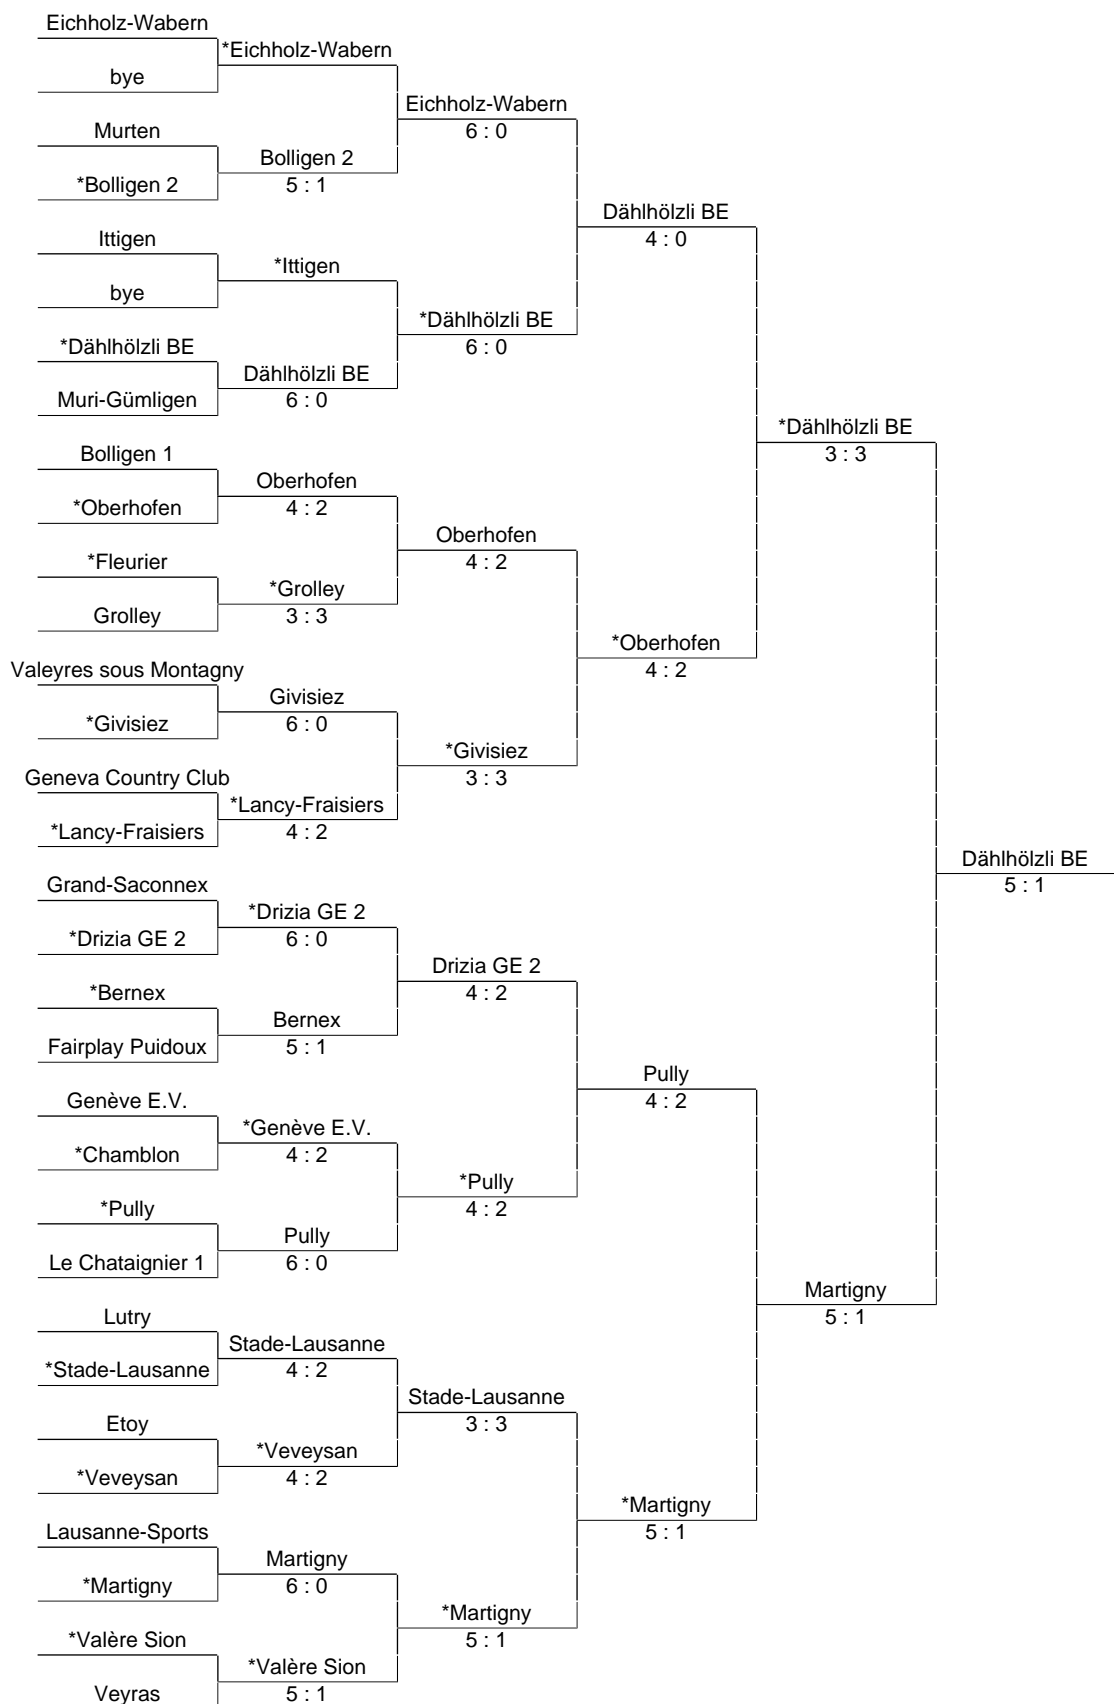 Eichholz-Wabern
*Eichholz-Wabern
bye
Eichholz-Wabern
6 : 0
Murten
Bolligen 2
*Bolligen 2
5 : 1
Dählhölzli BE
4 : 0
Ittigen
*Ittigen
bye
*Dählhölzli BE
6 : 0
*Dählhölzli BE
Dählhölzli BE
Muri-Gümligen
6 : 0
*Dählhölzli BE
3 : 3
Bolligen 1
Oberhofen
*Oberhofen
4 : 2
Oberhofen
4 : 2
*Fleurier
*Grolley
Grolley
3 : 3
*Oberhofen
4 : 2
Valeyres sous Montagny
Givisiez
*Givisiez
6 : 0
*Givisiez
3 : 3
Geneva Country Club
*Lancy-Fraisiers
*Lancy-Fraisiers
4 : 2
Dählhölzli BE
5 : 1
Grand-Saconnex
*Drizia GE 2
*Drizia GE 2
6 : 0
Drizia GE 2
4 : 2
*Bernex
Bernex
Fairplay Puidoux
5 : 1
Pully
4 : 2
Genève E.V.
*Genève E.V.
*Chamblon
4 : 2
*Pully
4 : 2
*Pully
Pully
Le Chataignier 1
6 : 0
Martigny
5 : 1
Lutry
Stade-Lausanne
*Stade-Lausanne
4 : 2
Stade-Lausanne
3 : 3
Etoy
*Veveysan
*Veveysan
4 : 2
*Martigny
5 : 1
Lausanne-Sports
Martigny
*Martigny
6 : 0
*Martigny
5 : 1
*Valère Sion
*Valère Sion
Veyras
5 : 1